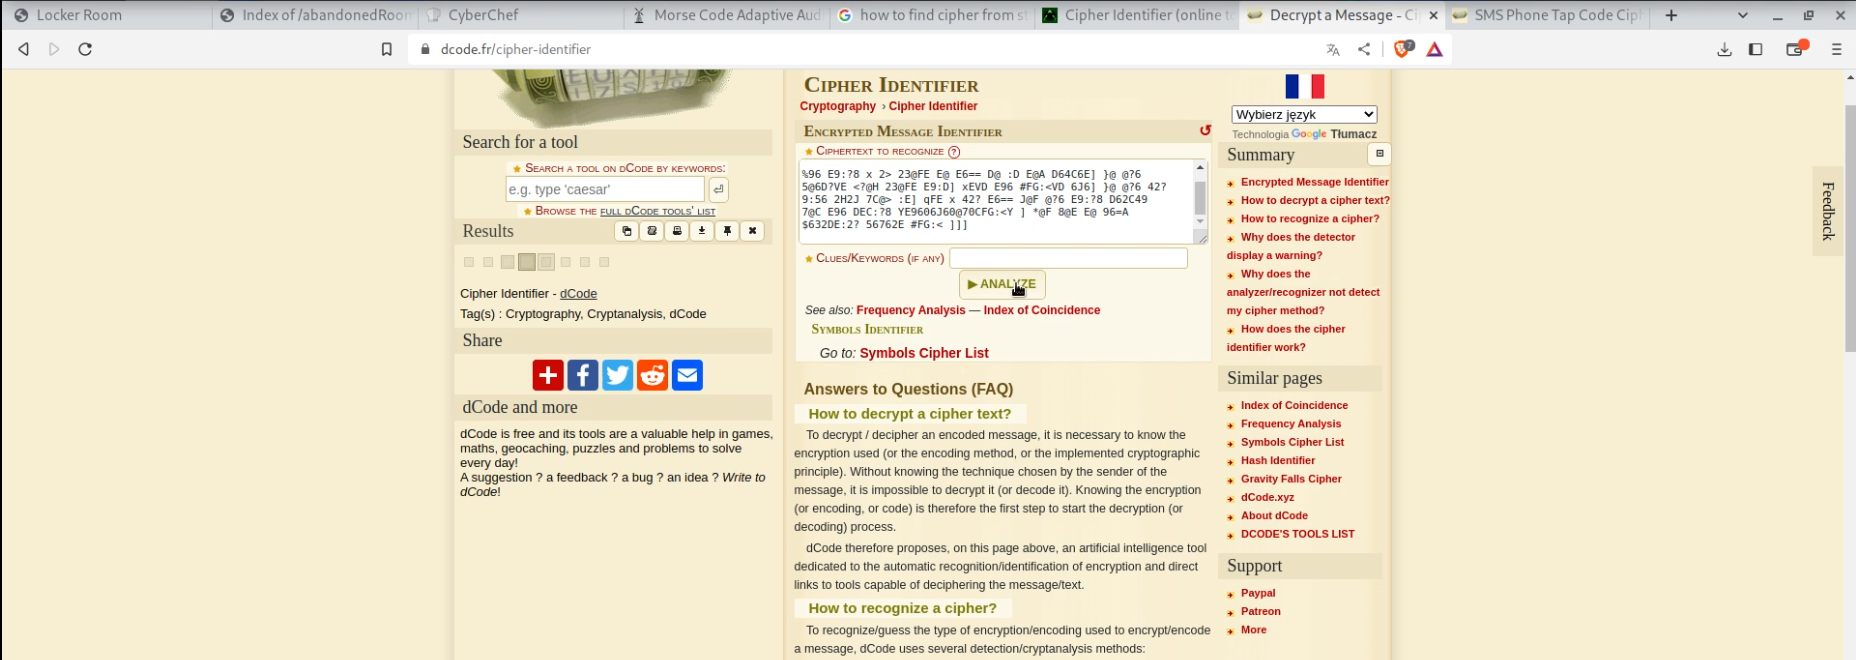 Locker Room
Index of /abandonedRoon
CyberChef
Morse Code Adaptive Aud
how to find cipher from st
Cipher Identifier (online to
Decrypt a Message - Ci
SMS Phone Tap Code Ciph
dcode.fr/cipher-identifier
7
Search for a tool
Search a tool on dCode by keywords:
e.g. type 'caesar'
Browse the full dCode tools' list
Results
Cipher Identifier - dCode
Tag(s) : Cryptography, Cryptanalysis, dCode
Share
dCode and more
dCode is free and its tools are a valuable help in games,
maths, geocaching, puzzles and problems to solve
every day!
A suggestion ? a feedback ? a bug ? an idea ? Write to
dCode!
Cipher Identifier
Cryptography › Cipher Identifier
Encrypted Message Identifier
Ciphertext to recognize ?
%96 E9:?8 x 2> 23@FE E@ E6== D@ :D E@A D64C6E] }@ @?6
5@6D?VE <?@H 23@FE E9:D] xEVD E96 #FG:<VD 6J6] }@ @?6 42?
9:56 2H2J 7C@> :E] qFE x 42? E6== J@F @?6 E9:?8 D62C49
7@C E96 DEC:?8 YE9606J60@70CFG:<Y ] *@F 8@E E@ 96=A
$632DE:2? 56762E #FG:< ]]]
Clues/Keywords (if any)
▶ ANALYZE
See also: Frequency Analysis — Index of Coincidence
Symbols Identifier
Go to: Symbols Cipher List
Answers to Questions (FAQ)
How to decrypt a cipher text?
To decrypt / decipher an encoded message, it is necessary to know the
encryption used (or the encoding method, or the implemented cryptographic
principle). Without knowing the technique chosen by the sender of the
message, it is impossible to decrypt it (or decode it). Knowing the encryption
(or encoding, or code) is therefore the first step to start the decryption (or
decoding) process.
dCode therefore proposes, on this page above, an artificial intelligence tool
dedicated to the automatic recognition/identification of encryption and direct
links to tools capable of deciphering the message/text.
How to recognize a cipher?
To recognize/guess the type of encryption/encoding used to encrypt/encode
a message, dCode uses several detection/cryptanalysis methods:
Wybierz język
Technologia Google Tłumacz
Summary
Encrypted Message Identifier
How to decrypt a cipher text?
How to recognize a cipher?
Why does the detector
display a warning?
Why does the
analyzer/recognizer not detect
my cipher method?
How does the cipher
identifier work?
Similar pages
Index of Coincidence
Frequency Analysis
Symbols Cipher List
Hash Identifier
Gravity Falls Cipher
dCode.xyz
About dCode
DCODE'S TOOLS LIST
Support
Paypal
Patreon
More
Feedback